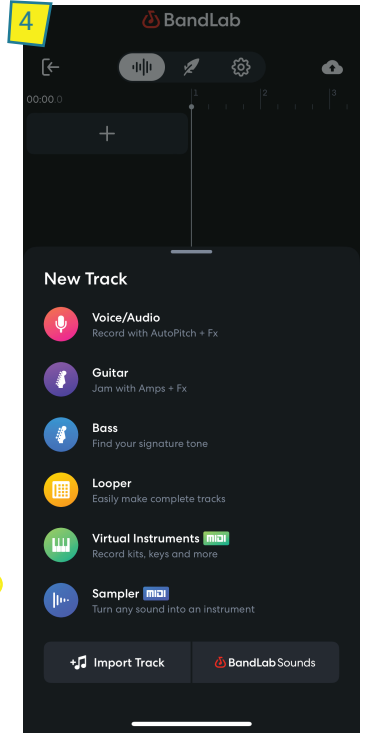 4
BandLab
00:00.0
1 2 3
New Track
Voice/Audio
Record with AutoPitch + Fx
Guitar
Jam with Amps + Fx
Bass
Find your signature tone
Looper
Easily make complete tracks
Virtual Instruments MIDI
Record kits, keys and more
Sampler MIDI
Turn any sound into an instrument
Import Track BandLab Sounds